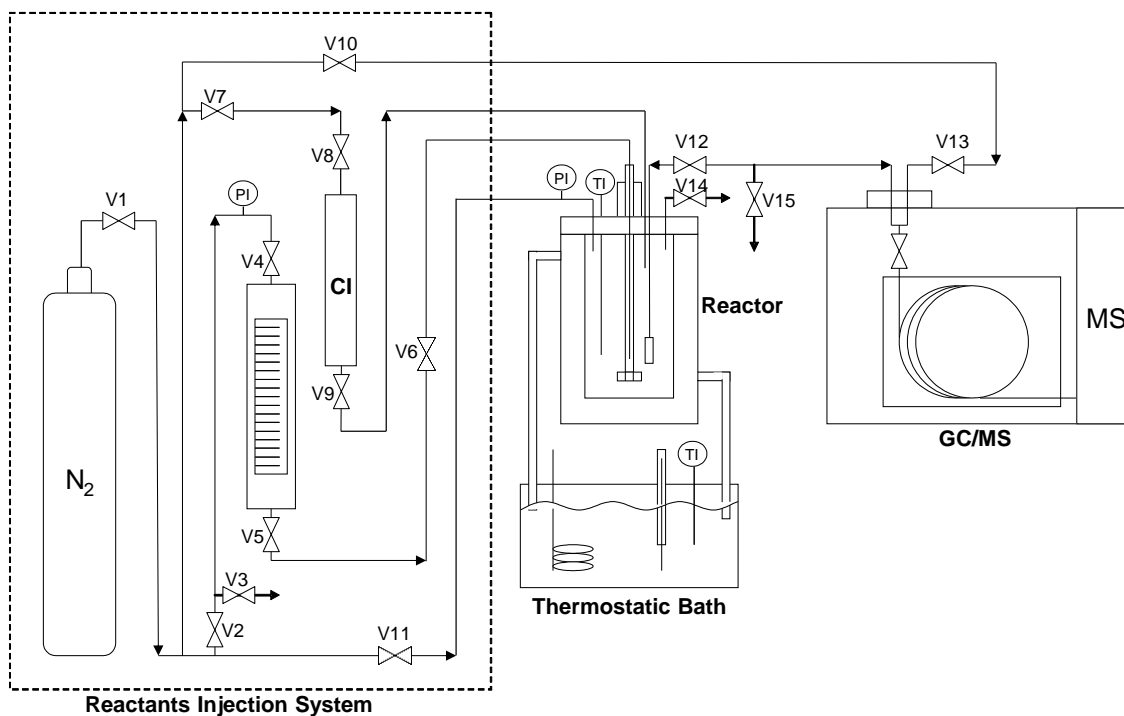 V10
V7
V8
V12
V13
V1
PI
PI
TI
V14
V15
V4
CI
Reactor
MS
V6
V9
GC/MS
N₂
TI
V5
V3
Thermostatic Bath
V2
V11
Reactants Injection System